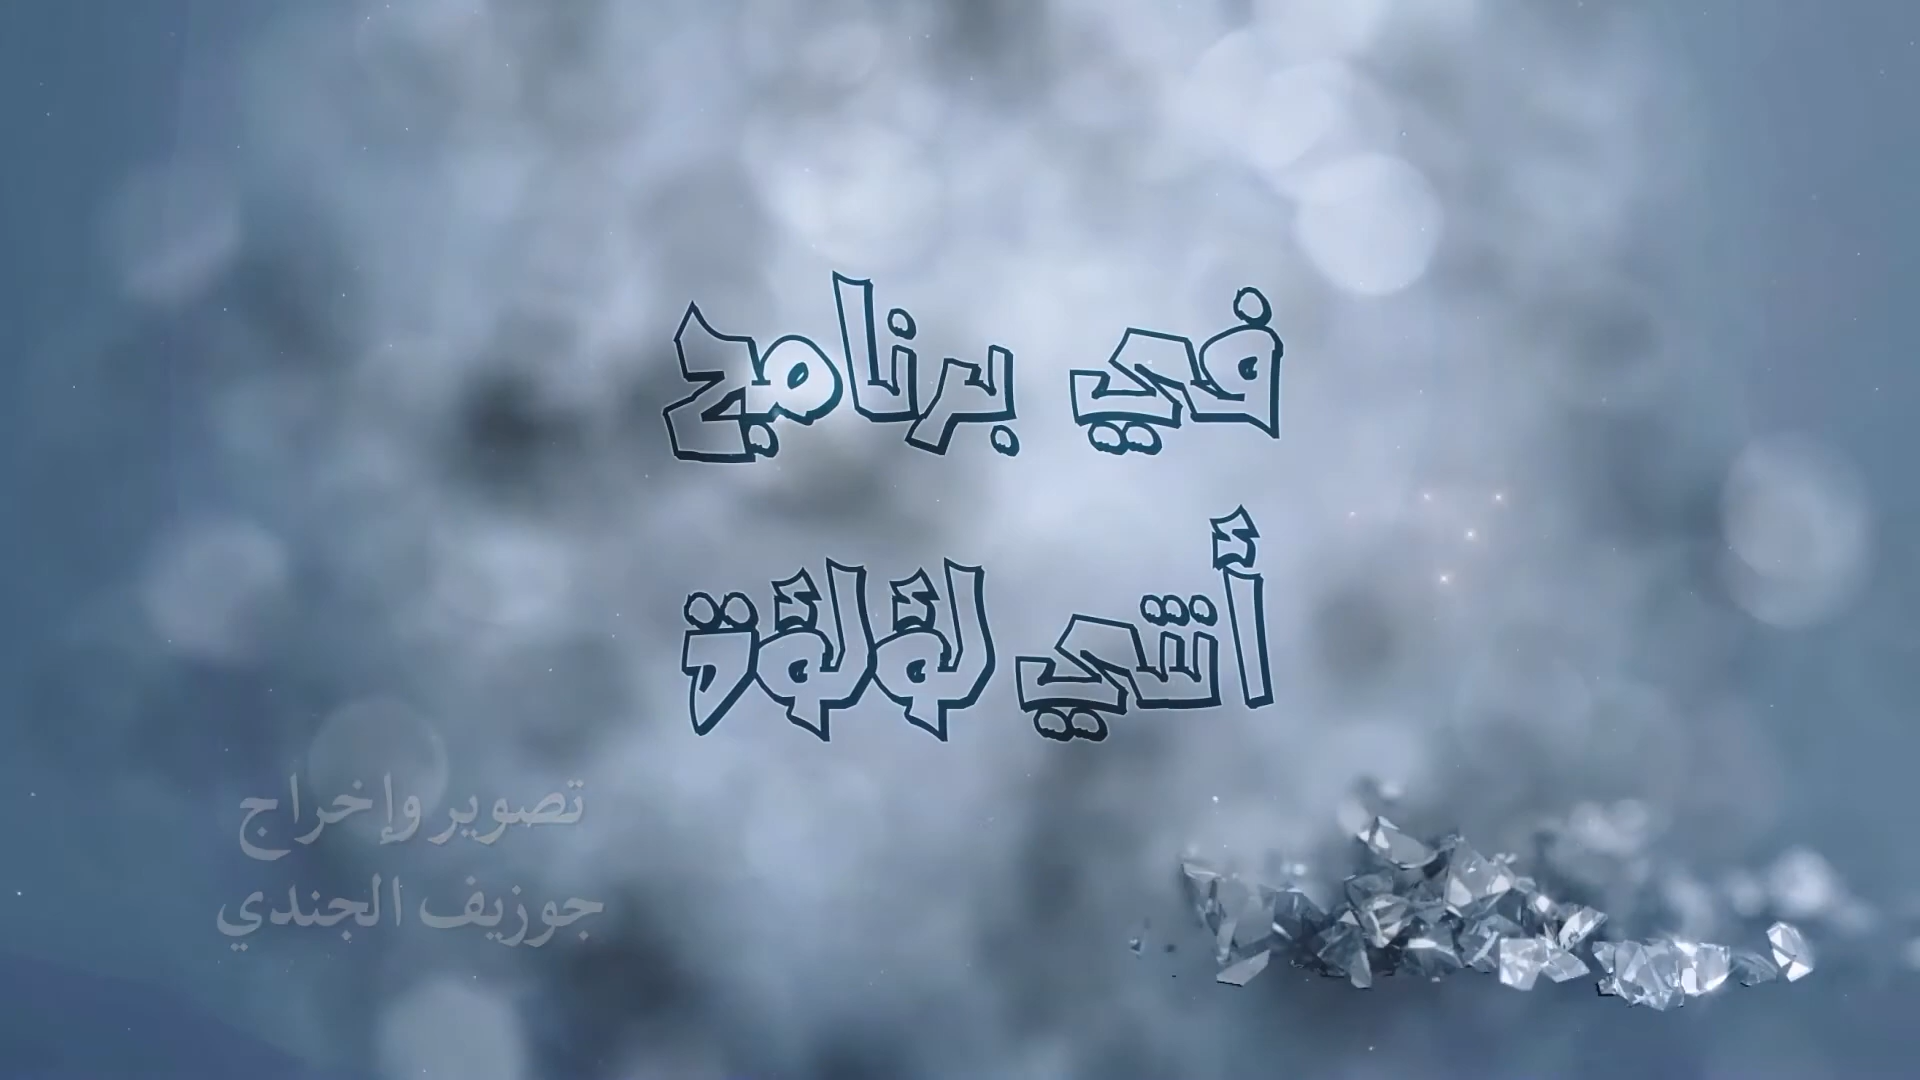 في برنامج
أنتي لؤلؤة
تصوير وإخراج
جوزيف الجندي